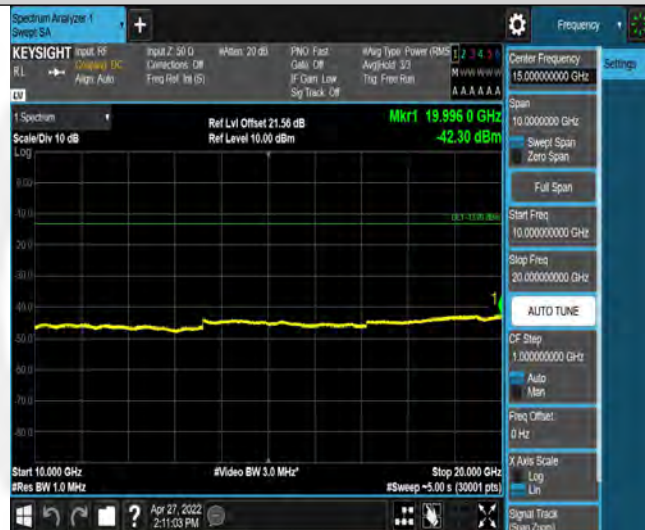 Spectrum Analyzer 1
Swept SA
+
Frequency
KEYSIGHT
Input: RF
Coupling: DC
Align: Auto
Input Z: 50 Ω
Corrections: Off
Freq Ref: Int (S)
#Atten: 20 dB
PNO: Fast
Gate: Off
IF Gain: Low
Sig Track: Off
#Avg Type: Power (RMS
Avg|Hold: 3/3
Trig: Free Run
1 2 3 4 5 6
M W W W W W
A A A A A A
RL
LV
1 Spectrum
Scale/Div 10 dB
Log
Ref Lvl Offset 21.56 dB
Ref Level 10.00 dBm
Mkr1 19.996 0 GHz
-42.30 dBm
0.00
-10.0
-20.0
-30.0
-40.0
-50.0
-60.0
-70.0
-80.0
1
Start 10.000 GHz
#Res BW 1.0 MHz
#Video BW 3.0 MHz*
Stop 20.000 GHz
#Sweep ~5.00 s (30001 pts)
Center Frequency
15.000000000 GHz
Settings
Span
10.0000000 GHz
Swept Span
Zero Span
Full Span
Start Freq
10.000000000 GHz
Stop Freq
20.000000000 GHz
AUTO TUNE
CF Step
1.000000000 GHz
Auto
Man
Freq Offset
0 Hz
X Axis Scale
Log
Lin
Signal Track
(Span Zoom)
?
Apr 27, 2022
2:11:03 PM